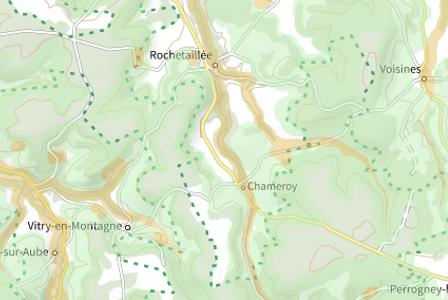 Rochetaillée
Voisines
Chameroy
Vitry-en-Montagne
-sur-Aube
Perrogney-